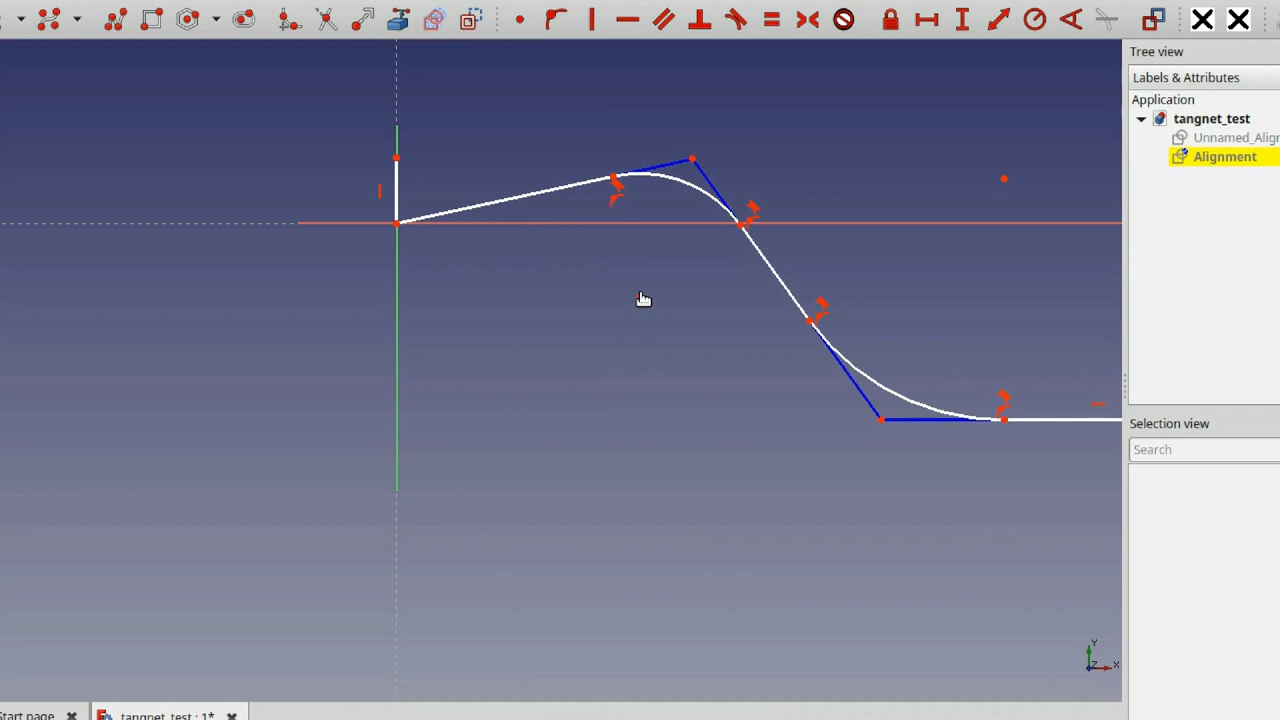 Tree view
Labels & Attributes
Application
tangnet_test
Unnamed_Alig
Alignment
Selection view
Search
Y
Z X
Start page
tangnet_test : 1*